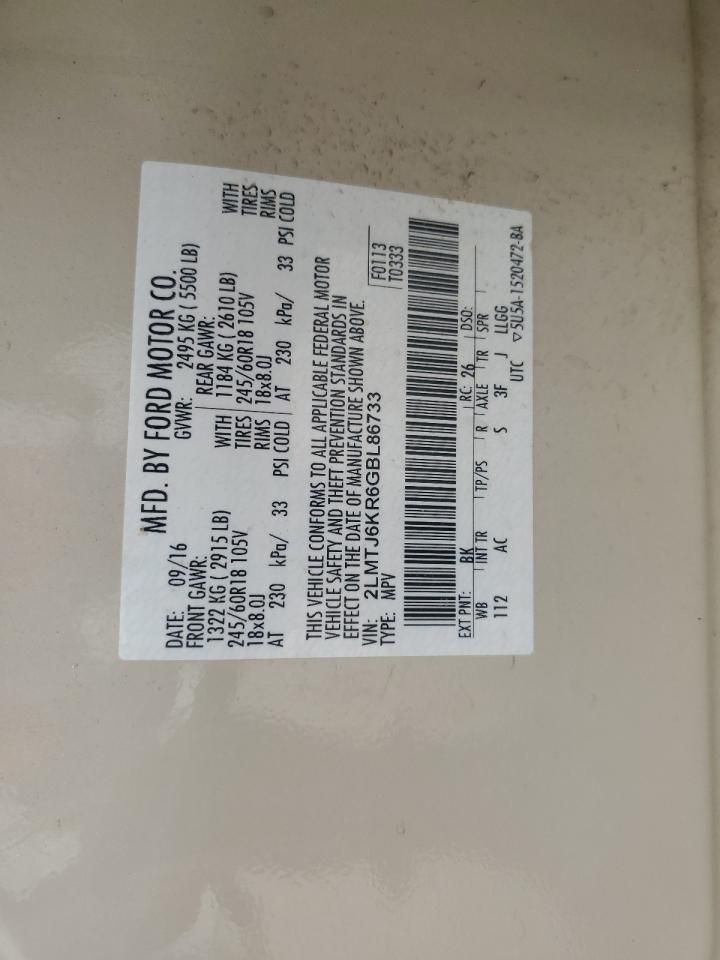 MFD. BY FORD MOTOR CO.
DATE: 09/16 GVWR: 2495 KG ( 5500 LB)
FRONT GAWR: REAR GAWR:
1322 KG ( 2915 LB) WITH 1184 KG ( 2610 LB) WITH
245/60R18 105V TIRES 245/60R18 105V TIRES
18x8.0J RIMS 18x8.0J RIMS
AT 230 kPa/ 33 PSI COLD AT 230 kPa/ 33 PSI COLD
THIS VEHICLE CONFORMS TO ALL APPLICABLE FEDERAL MOTOR
VEHICLE SAFETY AND THEFT PREVENTION STANDARDS IN
EFFECT ON THE DATE OF MANUFACTURE SHOWN ABOVE.
VIN: 2LMTJ6KR6GBL86733 F0113
TYPE: MPV T0333
EXT PNT: BK RC: 26 DSO:
WB INT TR TP/PS R AXLE TR SPR
112 AC S 3F J LLGG
UTC ▽5U5A-1520472-BA